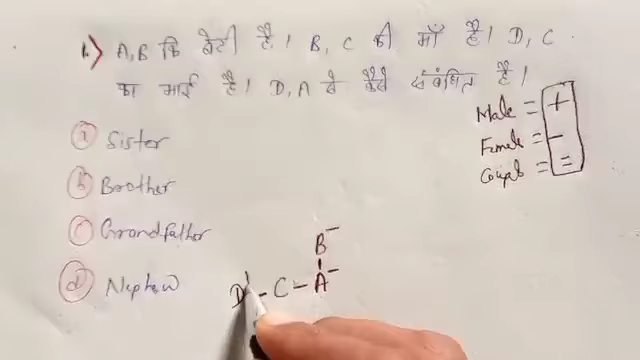 1.) A,B कि बेटी है। B, C की माँ है। D, C
का भाई है। D, A से कैसे संबंधित है।
Male = +
Female = −
Couple = =
(a) Sister
(b) Brother
(c) Grandfather
(d) Nephew
B−
D − C − A−